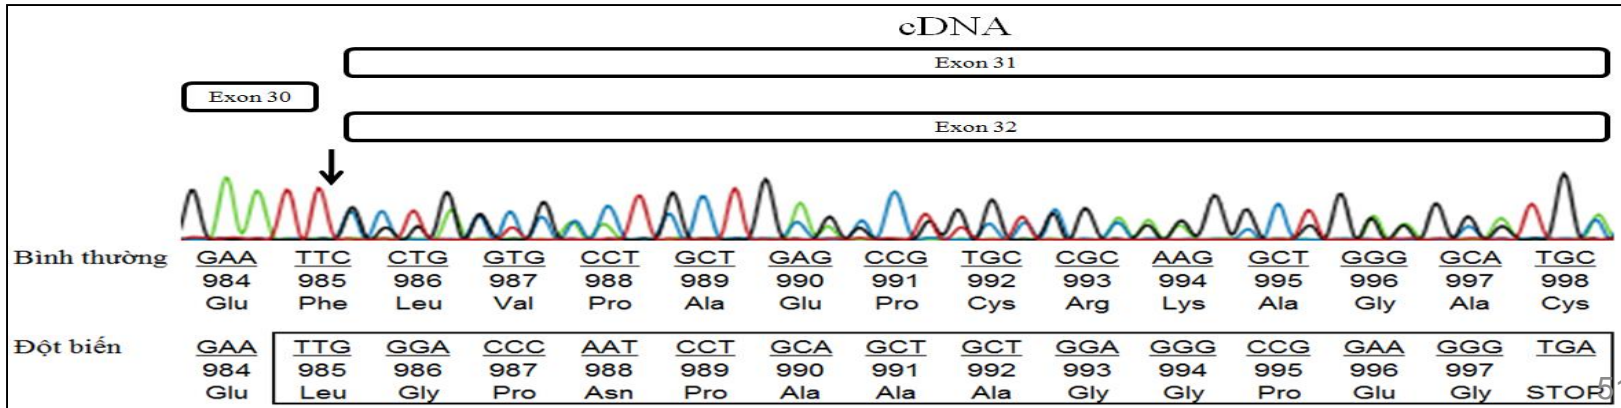 cDNA
Exon 31
Exon 30
Exon 32
Bình thường GAA TTC CTG GTG CCT GCT GAG CCG TGC CGC AAG GCT GGG GCA TGC
984 985 986 987 988 989 990 991 992 993 994 995 996 997 998
Glu Phe Leu Val Pro Ala Glu Pro Cys Arg Lys Ala Gly Ala Cys
Đột biến GAA TTG GGA CCC AAT CCT GCA GCT GCT GGA GGG CCG GAA GGG TGA
984 985 986 987 988 989 990 991 992 993 994 995 996 997
Glu Leu Gly Pro Asn Pro Ala Ala Ala Gly Gly Pro Glu Gly STOP